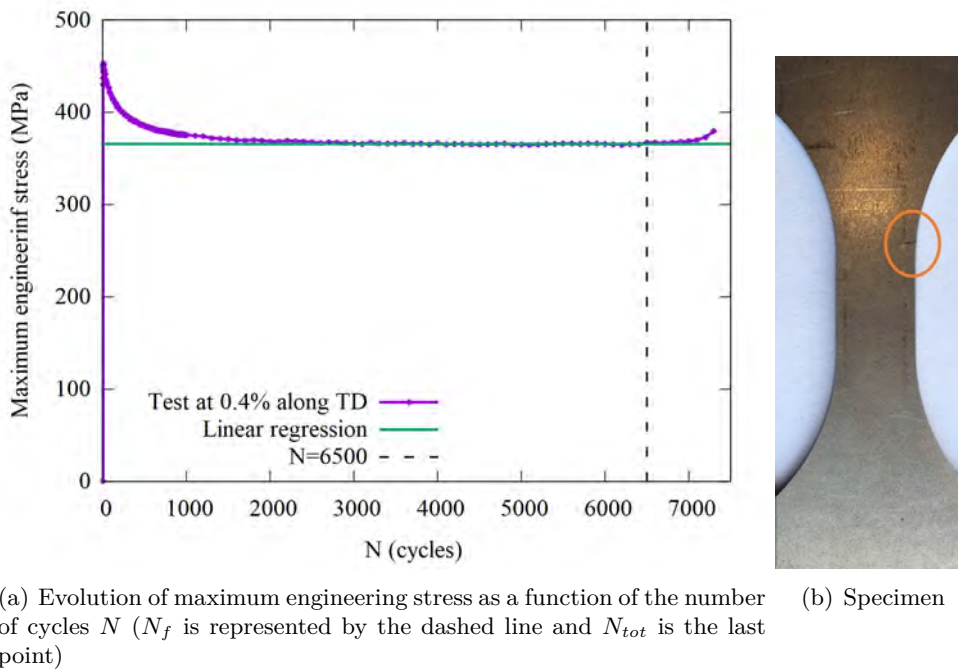 500
400
300
200
100
0
Maximum engineerinf stress (MPa)
Test at 0.4% along TD
Linear regression
N=6500
0 1000 2000 3000 4000 5000 6000 7000
N (cycles)
(a) Evolution of maximum engineering stress as a function of the number
of cycles N (N_f is represented by the dashed line and N_tot is the last
point)
(b) Specimen